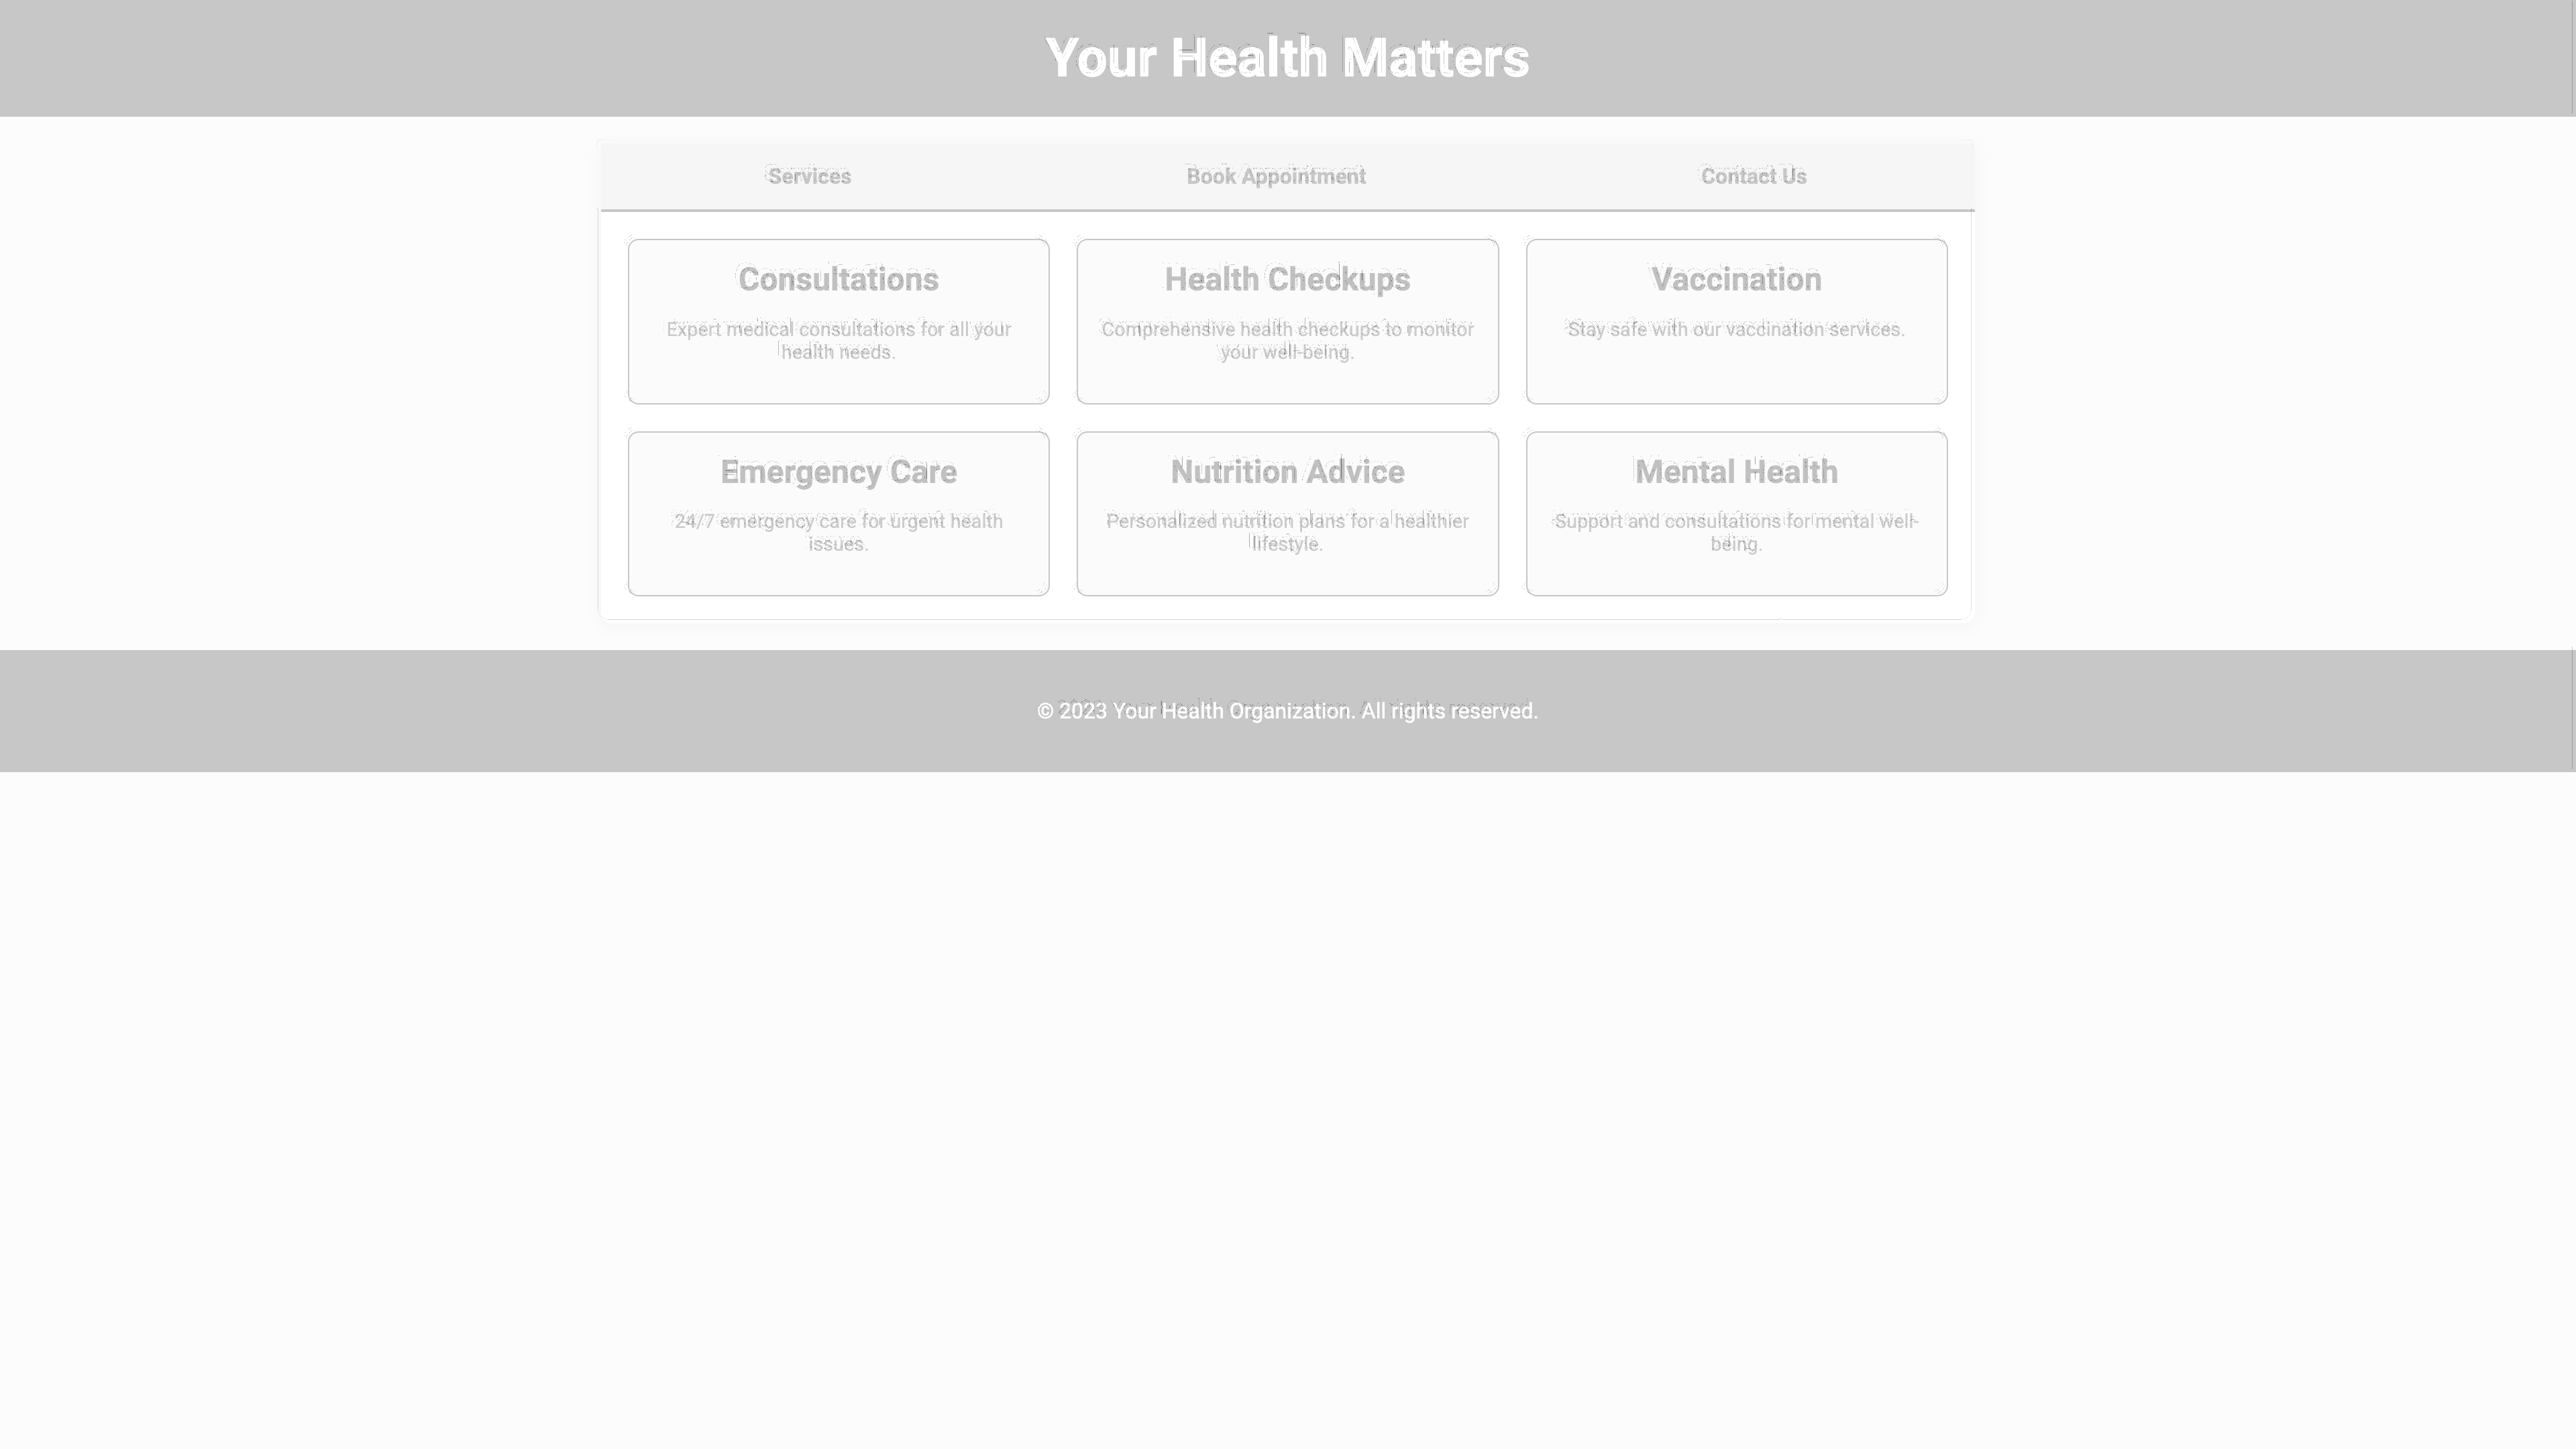 Your Health Matters
Services
Book Appointment
Contact Us
Consultations
Expert medical consultations for all your
health needs.
Health Checkups
Comprehensive health checkups to monitor
your well-being.
Vaccination
Stay safe with our vaccination services.
Emergency Care
24/7 emergency care for urgent health
issues.
Nutrition Advice
Personalized nutrition plans for a healthier
lifestyle.
Mental Health
Support and consultations for mental well-
being.
© 2023 Your Health Organization. All rights reserved.